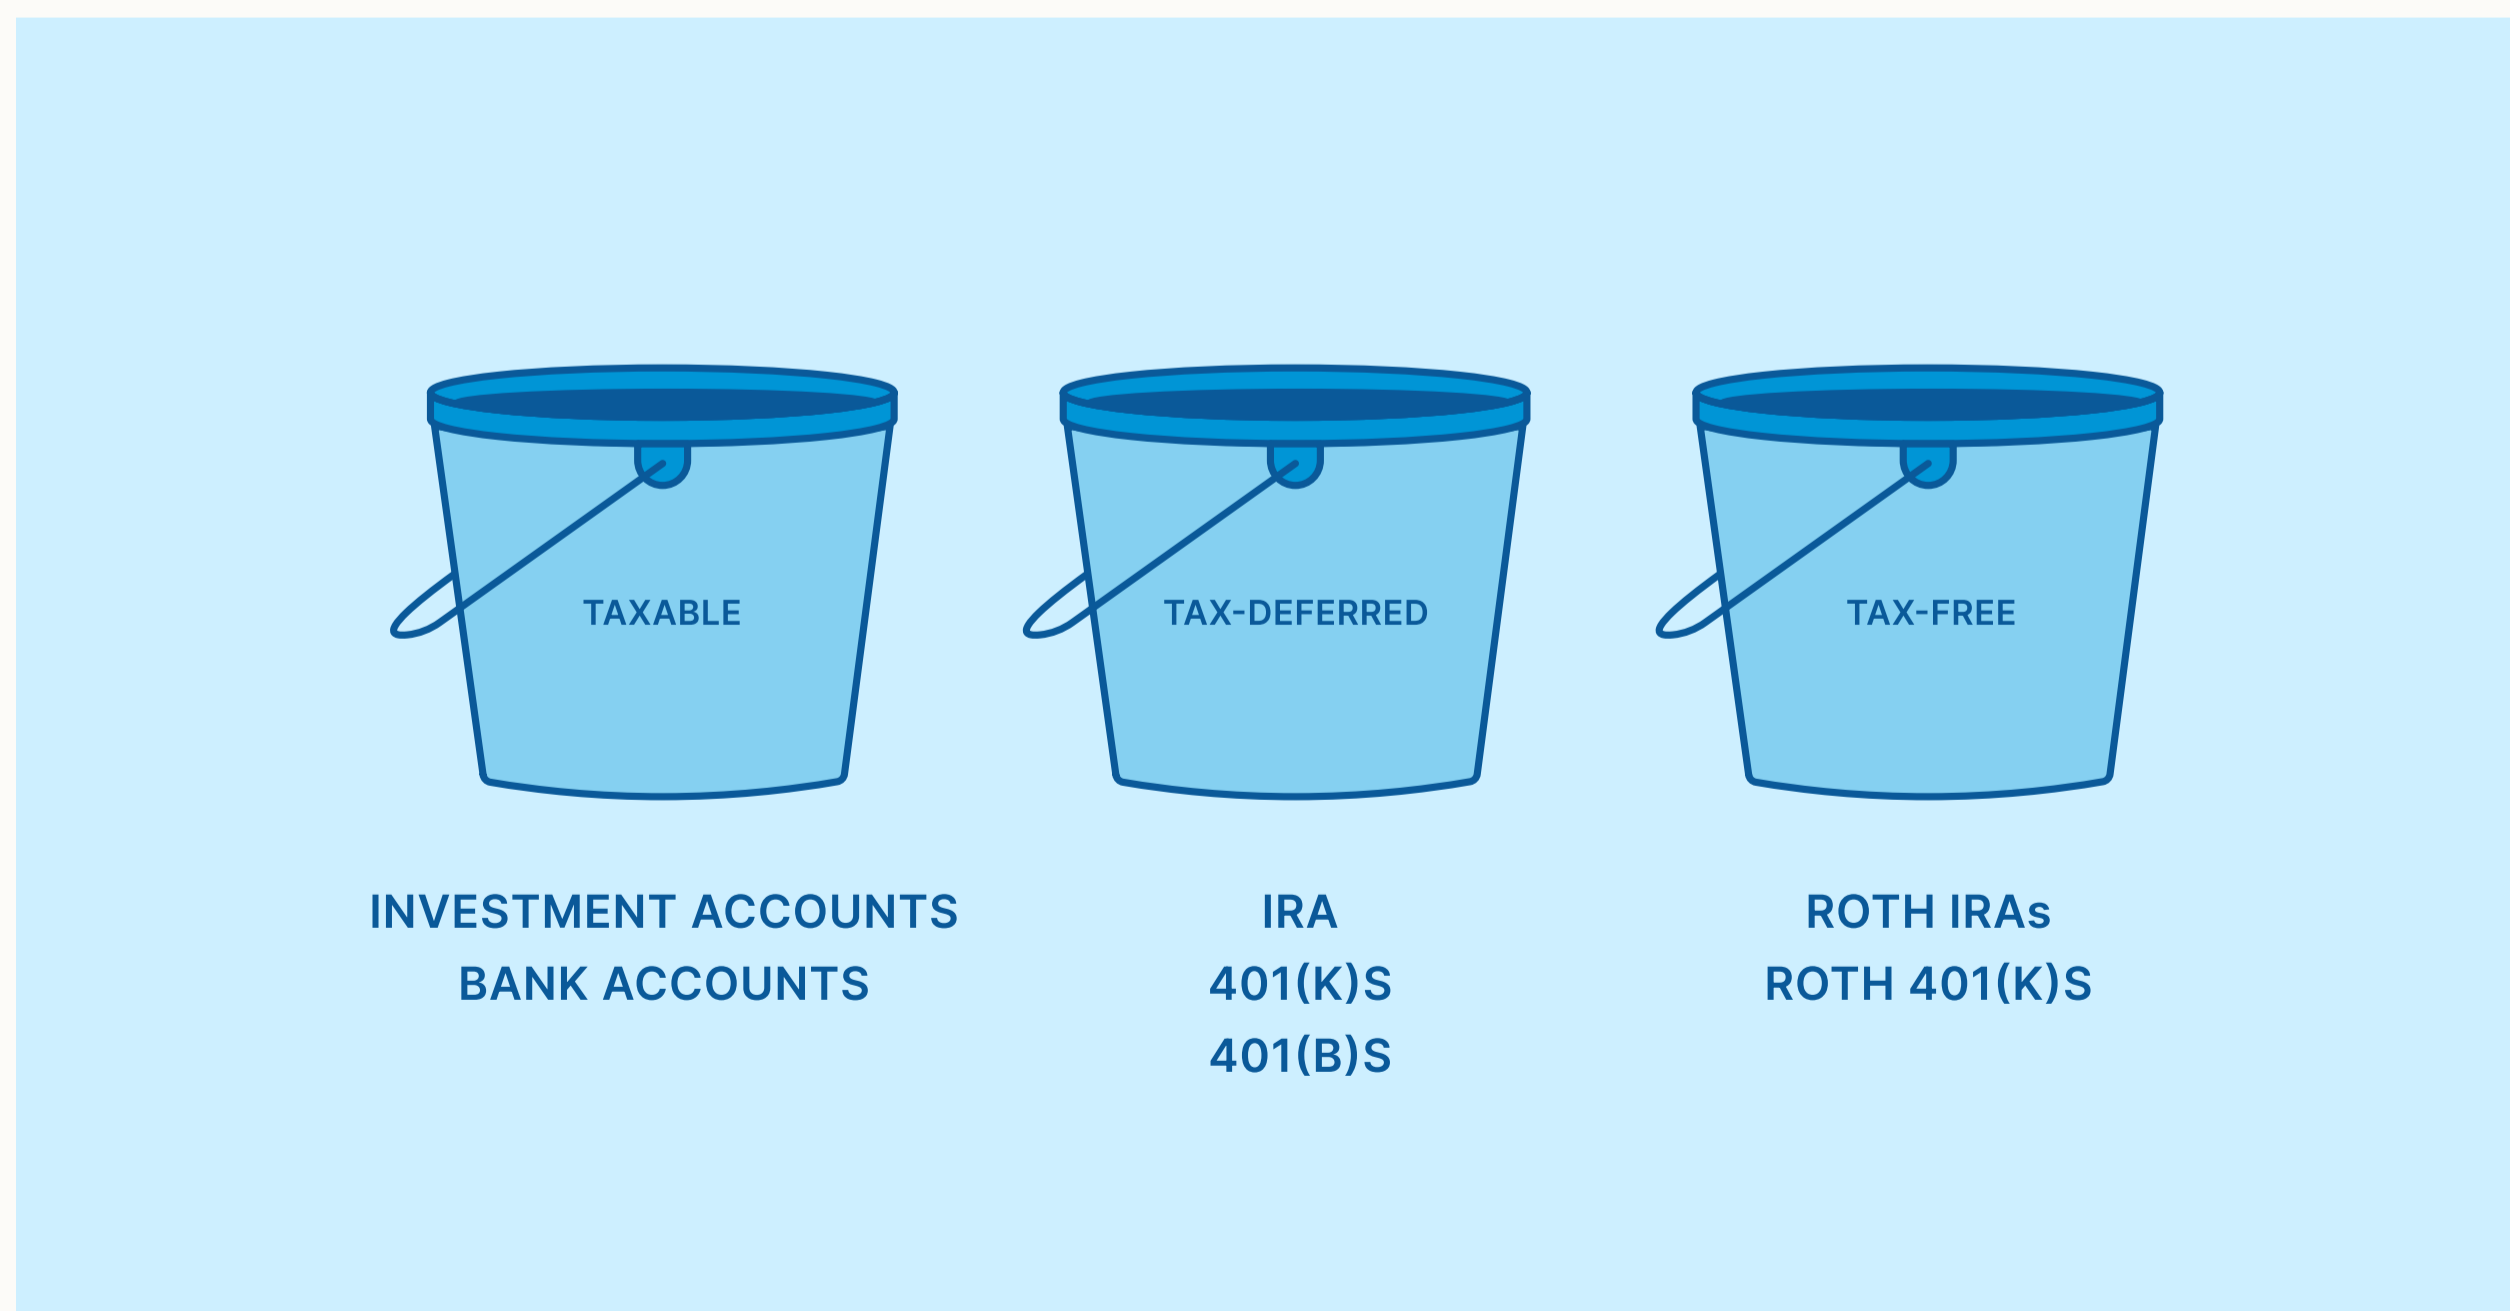 TAXABLE
TAX-DEFERRED
TAX-FREE
INVESTMENT ACCOUNTS
BANK ACCOUNTS
IRA
401(K)S
401(B)S
ROTH IRAs
ROTH 401(K)S